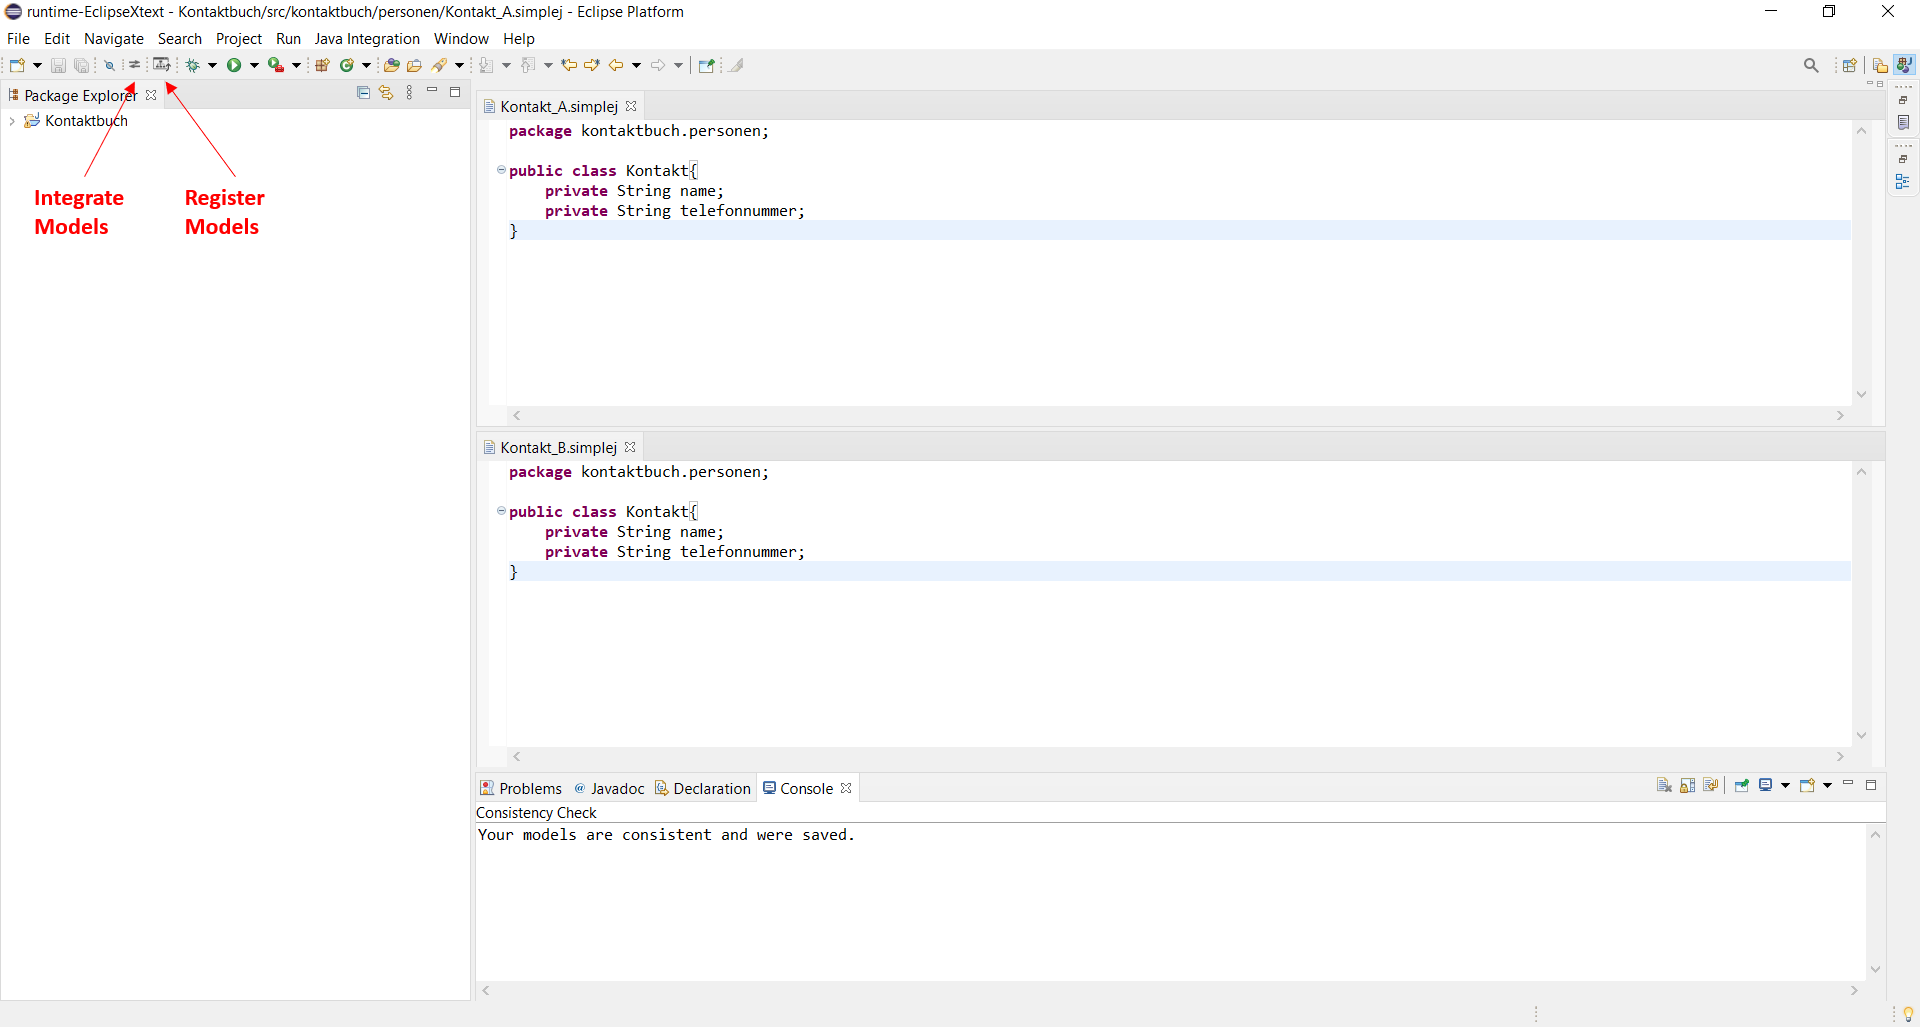 runtime-EclipseXtext - Kontaktbuch/src/kontaktbuch/personen/Kontakt_A.simplej - Eclipse Platform
File Edit Navigate Search Project Run Java Integration Window Help
Package Explorer
Kontaktbuch
Integrate Models
Register Models
Kontakt_A.simplej
package kontaktbuch.personen;
public class Kontakt{
private String name;
private String telefonnummer;
}
Kontakt_B.simplej
package kontaktbuch.personen;
public class Kontakt{
private String name;
private String telefonnummer;
}
Problems @ Javadoc Declaration Console
Consistency Check
Your models are consistent and were saved.